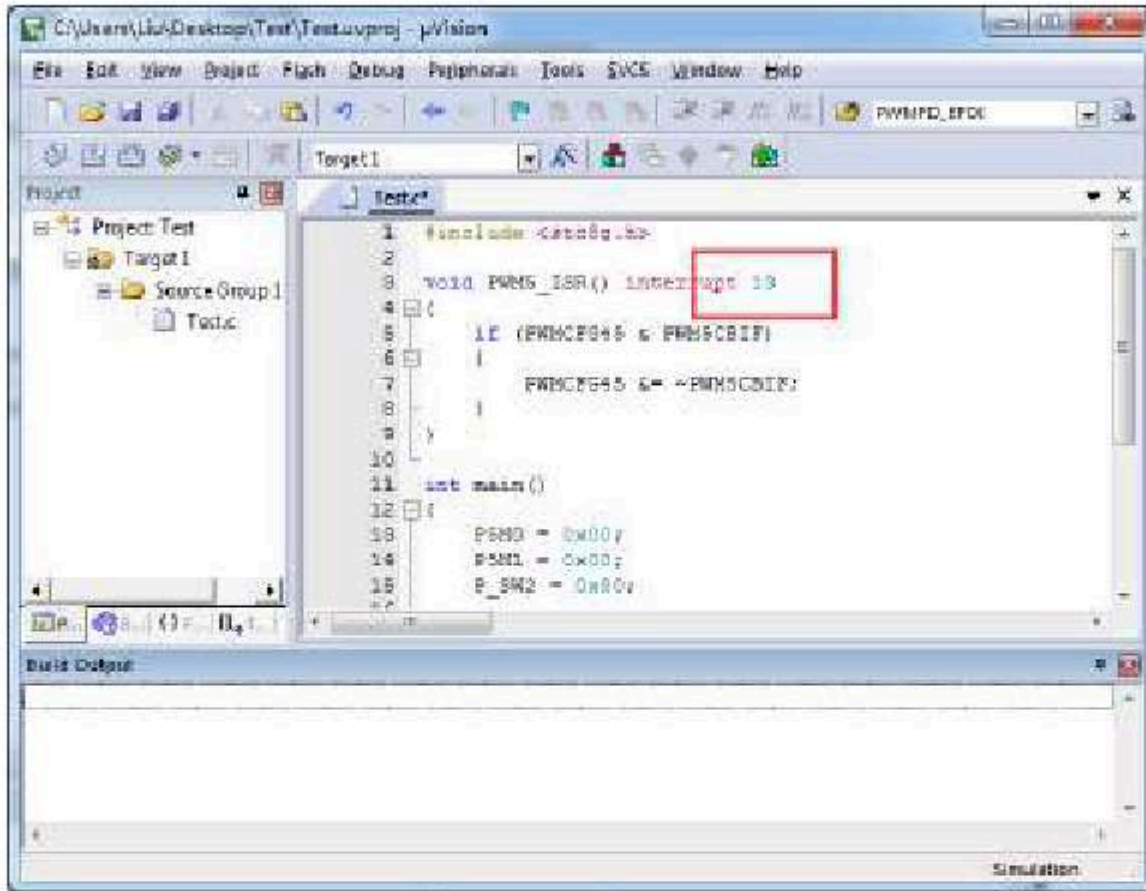 C:\Users\Liu\Desktop\Test\Test.uvproj - µVision
File Edit View Project Flash Debug Peripherals Tools SVCS Window Help
Target 1
Project
Test.c*
Project: Test
Target 1
Source Group 1
Test.c
1 #include
2
3 void PWM5_ISR() interrupt 13
4 {
5 if (PWMCFG45 & PWM5CBIF)
6 {
7 PWMCFG45 &= ~PWM5CBIF;
8 }
9 }
10
11 int main()
12 {
13 P5M0 = 0x00;
14 P5M1 = 0x00;
15 P_SW2 = 0x80;
Build Output
Simulation